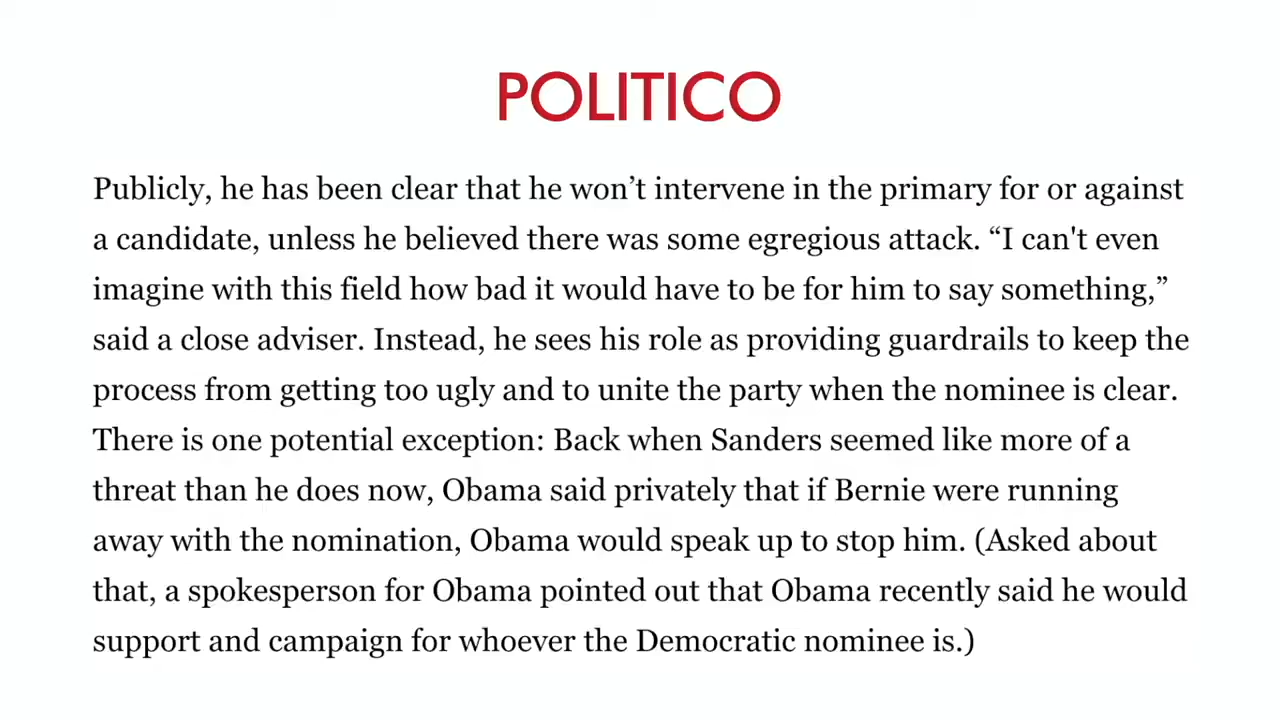 POLITICO
Publicly, he has been clear that he won’t intervene in the primary for or against
a candidate, unless he believed there was some egregious attack. “I can't even
imagine with this field how bad it would have to be for him to say something,”
said a close adviser. Instead, he sees his role as providing guardrails to keep the
process from getting too ugly and to unite the party when the nominee is clear.
There is one potential exception: Back when Sanders seemed like more of a
threat than he does now, Obama said privately that if Bernie were running
away with the nomination, Obama would speak up to stop him. (Asked about
that, a spokesperson for Obama pointed out that Obama recently said he would
support and campaign for whoever the Democratic nominee is.)